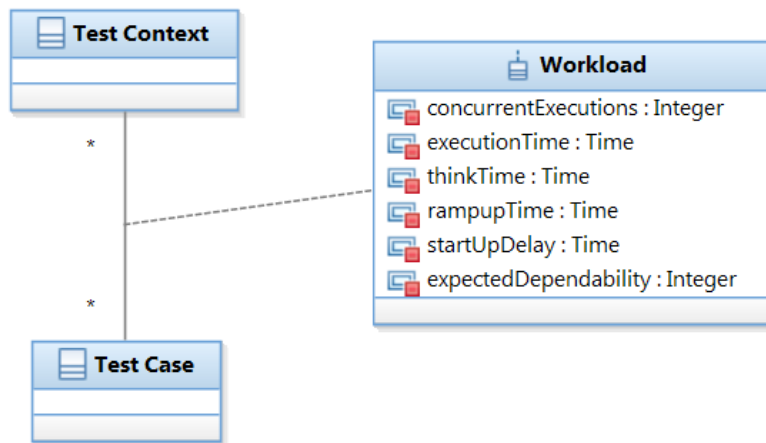 Test Context
*
*
Test Case
Workload
concurrentExecutions : Integer
executionTime : Time
thinkTime : Time
rampupTime : Time
startUpDelay : Time
expectedDependability : Integer